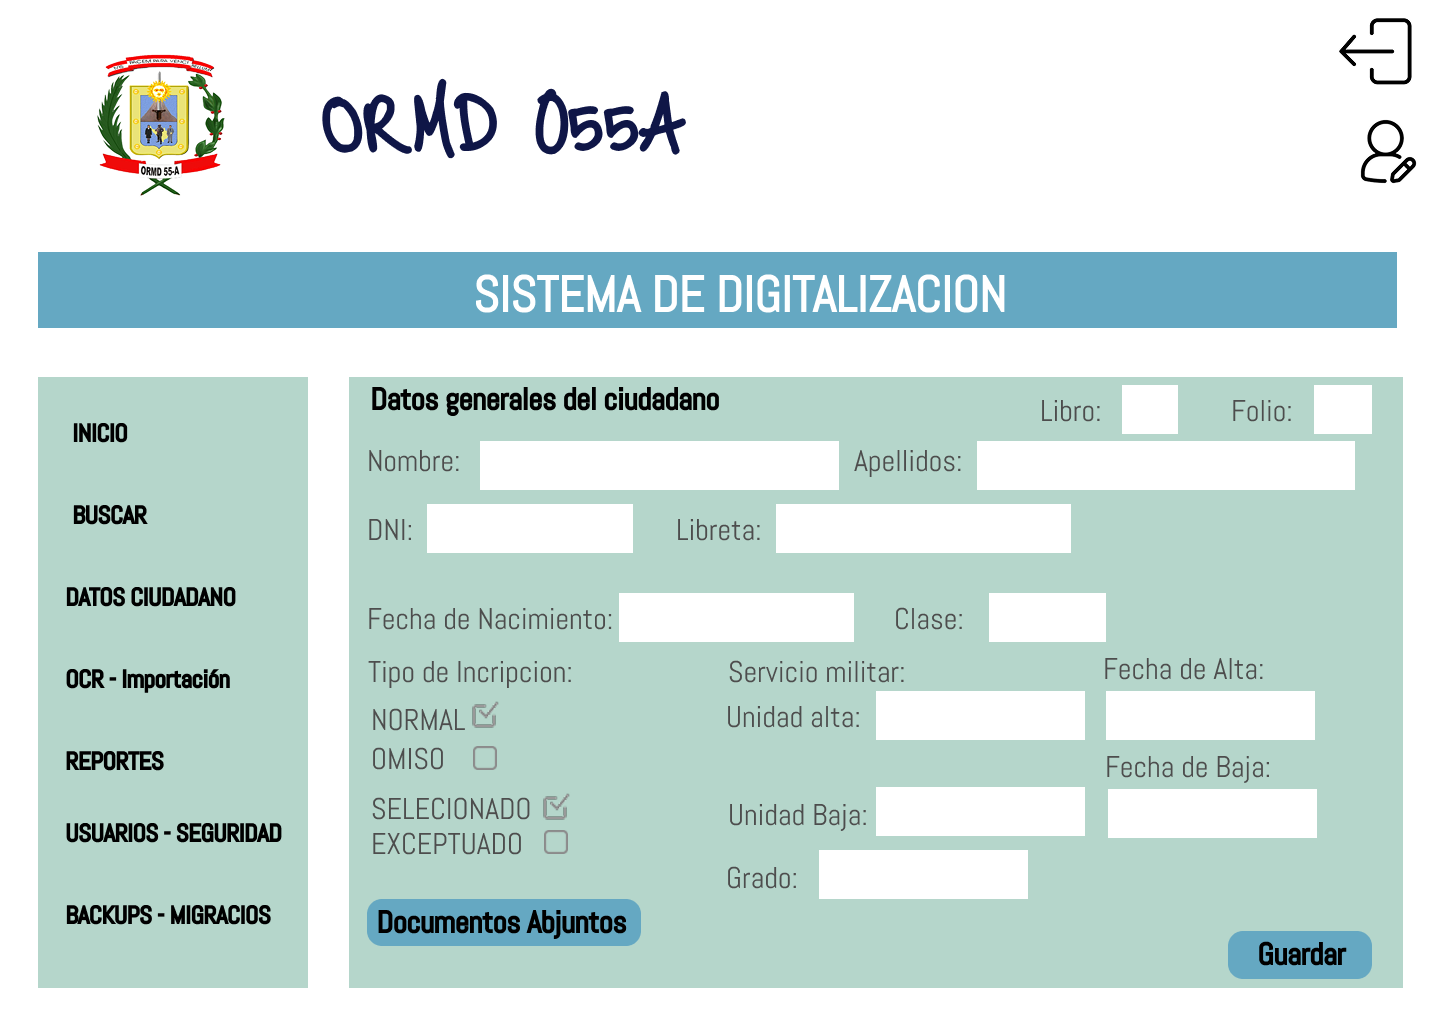 ORMD 55-A
ORMD 055A
SISTEMA DE DIGITALIZACION
INICIO
BUSCAR
DATOS CIUDADANO
OCR - Importación
REPORTES
USUARIOS - SEGURIDAD
BACKUPS - MIGRACIOS
Datos generales del ciudadano
Libro: Folio:
Nombre: Apellidos:
DNI: Libreta:
Fecha de Nacimiento: Clase:
Tipo de Incripcion: Servicio militar: Fecha de Alta:
NORMAL Unidad alta:
OMISO Fecha de Baja:
SELECIONADO Unidad Baja:
EXCEPTUADO
Grado:
Documentos Abjuntos
Guardar